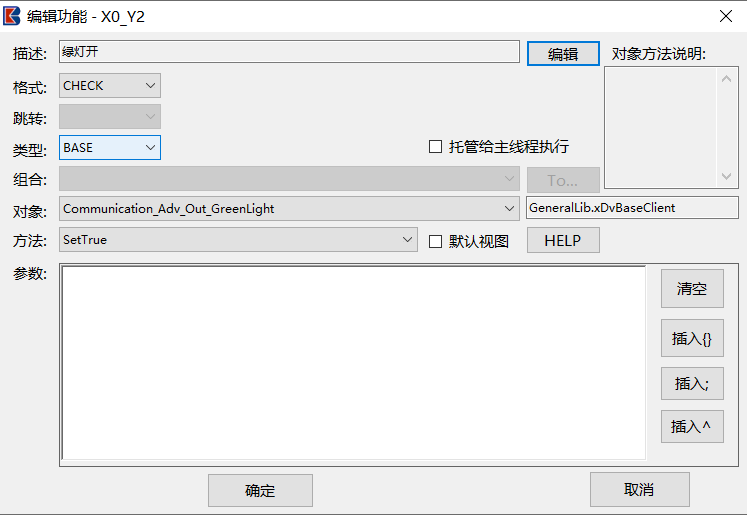 编辑功能 - X0_Y2
描述: 绿灯开 编辑 对象方法说明:
格式: CHECK
跳转:
类型: BASE 托管给主线程执行
组合: To...
对象: Communication_Adv_Out_GreenLight GeneralLib.xDvBaseClient
方法: SetTrue 默认视图 HELP
参数:
清空
插入{}
插入;
插入^
确定 取消